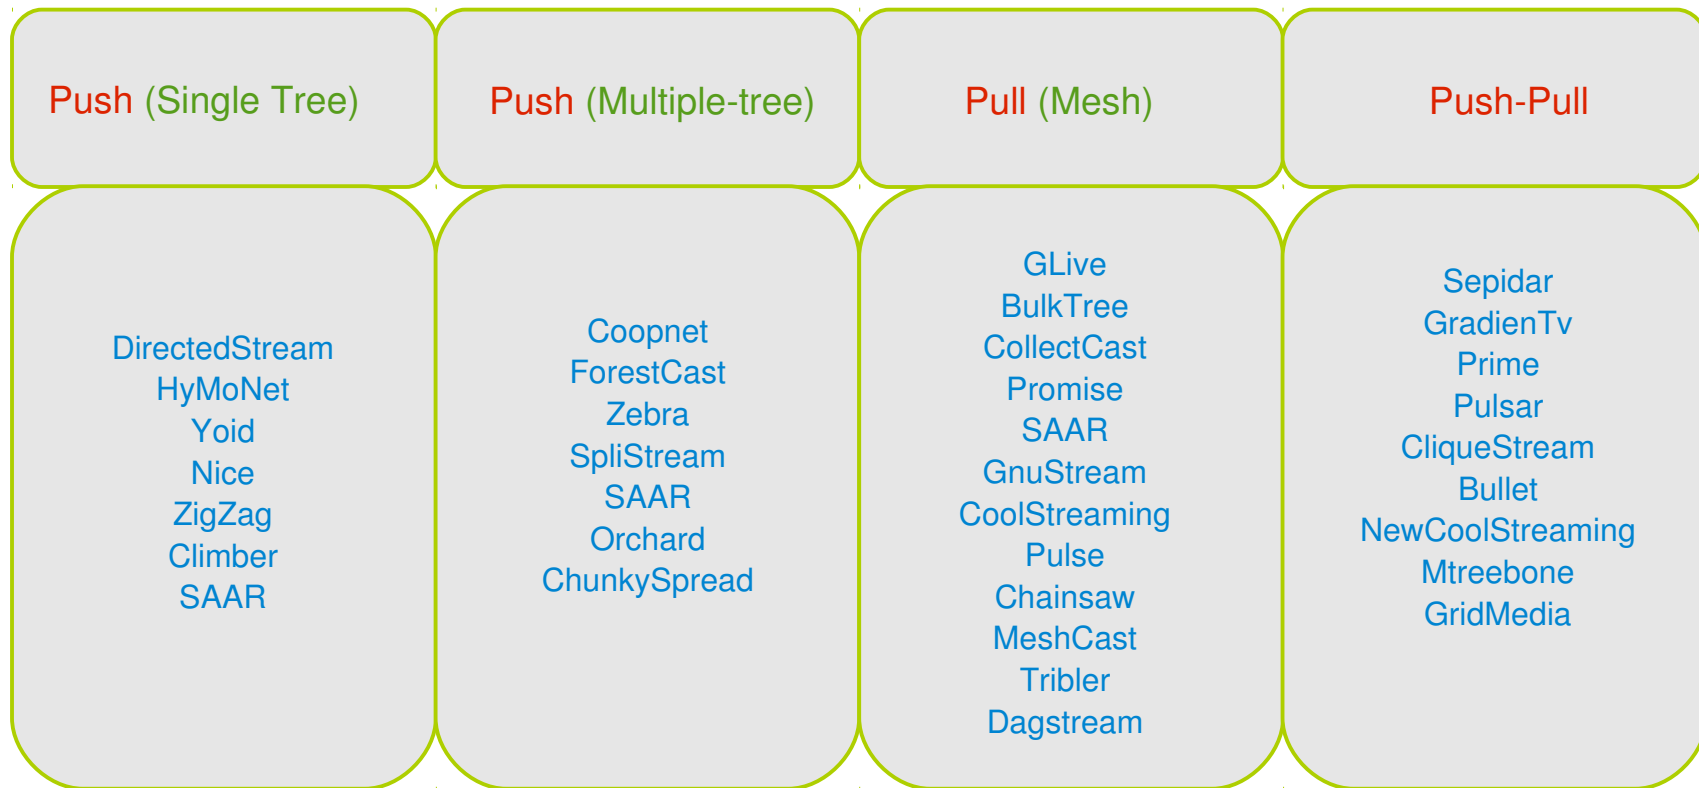 Push (Single Tree)
Push (Multiple-tree)
Pull (Mesh)
Push-Pull
DirectedStream
HyMoNet
Yoid
Nice
ZigZag
Climber
SAAR
Coopnet
ForestCast
Zebra
SpliStream
SAAR
Orchard
ChunkySpread
GLive
BulkTree
CollectCast
Promise
SAAR
GnuStream
CoolStreaming
Pulse
Chainsaw
MeshCast
Tribler
Dagstream
Sepidar
GradienTv
Prime
Pulsar
CliqueStream
Bullet
NewCoolStreaming
Mtreebone
GridMedia